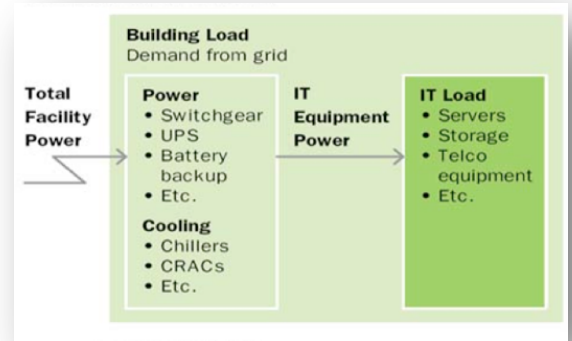 Building Load
Demand from grid
Total
Facility
Power
Power
• Switchgear
• UPS
• Battery
backup
• Etc.
Cooling
• Chillers
• CRACs
• Etc.
IT
Equipment
Power
IT Load
• Servers
• Storage
• Telco
equipment
• Etc.